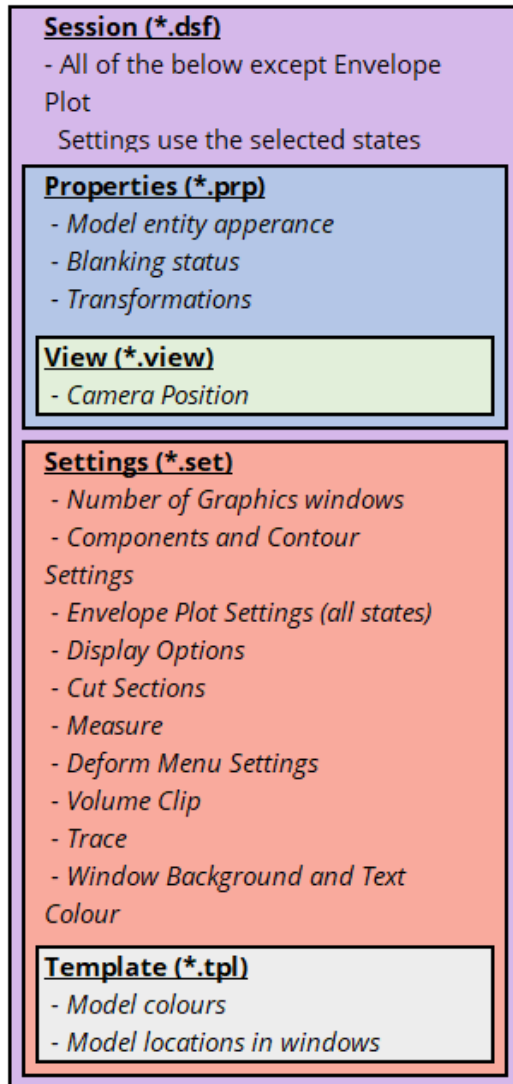 Session (*.dsf)
- All of the below except Envelope
Plot
Settings use the selected states
Properties (*.prp)
- Model entity apperance
- Blanking status
- Transformations
View (*.view)
- Camera Position
Settings (*.set)
- Number of Graphics windows
- Components and Contour
Settings
- Envelope Plot Settings (all states)
- Display Options
- Cut Sections
- Measure
- Deform Menu Settings
- Volume Clip
- Trace
- Window Background and Text
Colour
Template (*.tpl)
- Model colours
- Model locations in windows